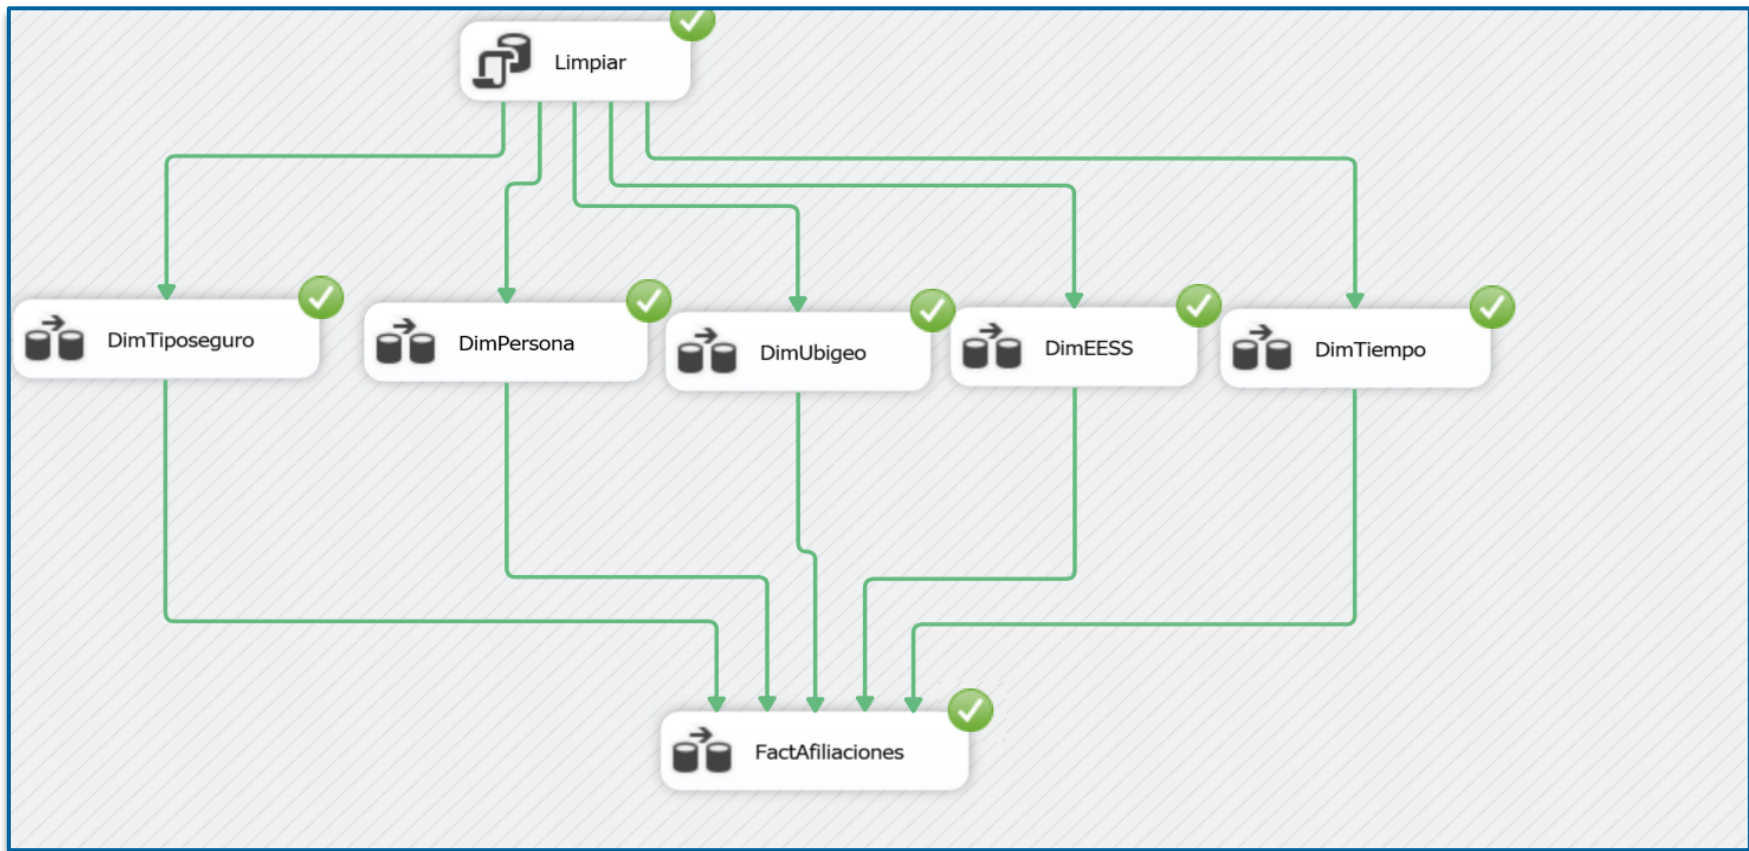 Limpiar
DimTiposeguro
DimPersona
DimUbigeo
DimEESS
DimTiempo
FactAfiliaciones